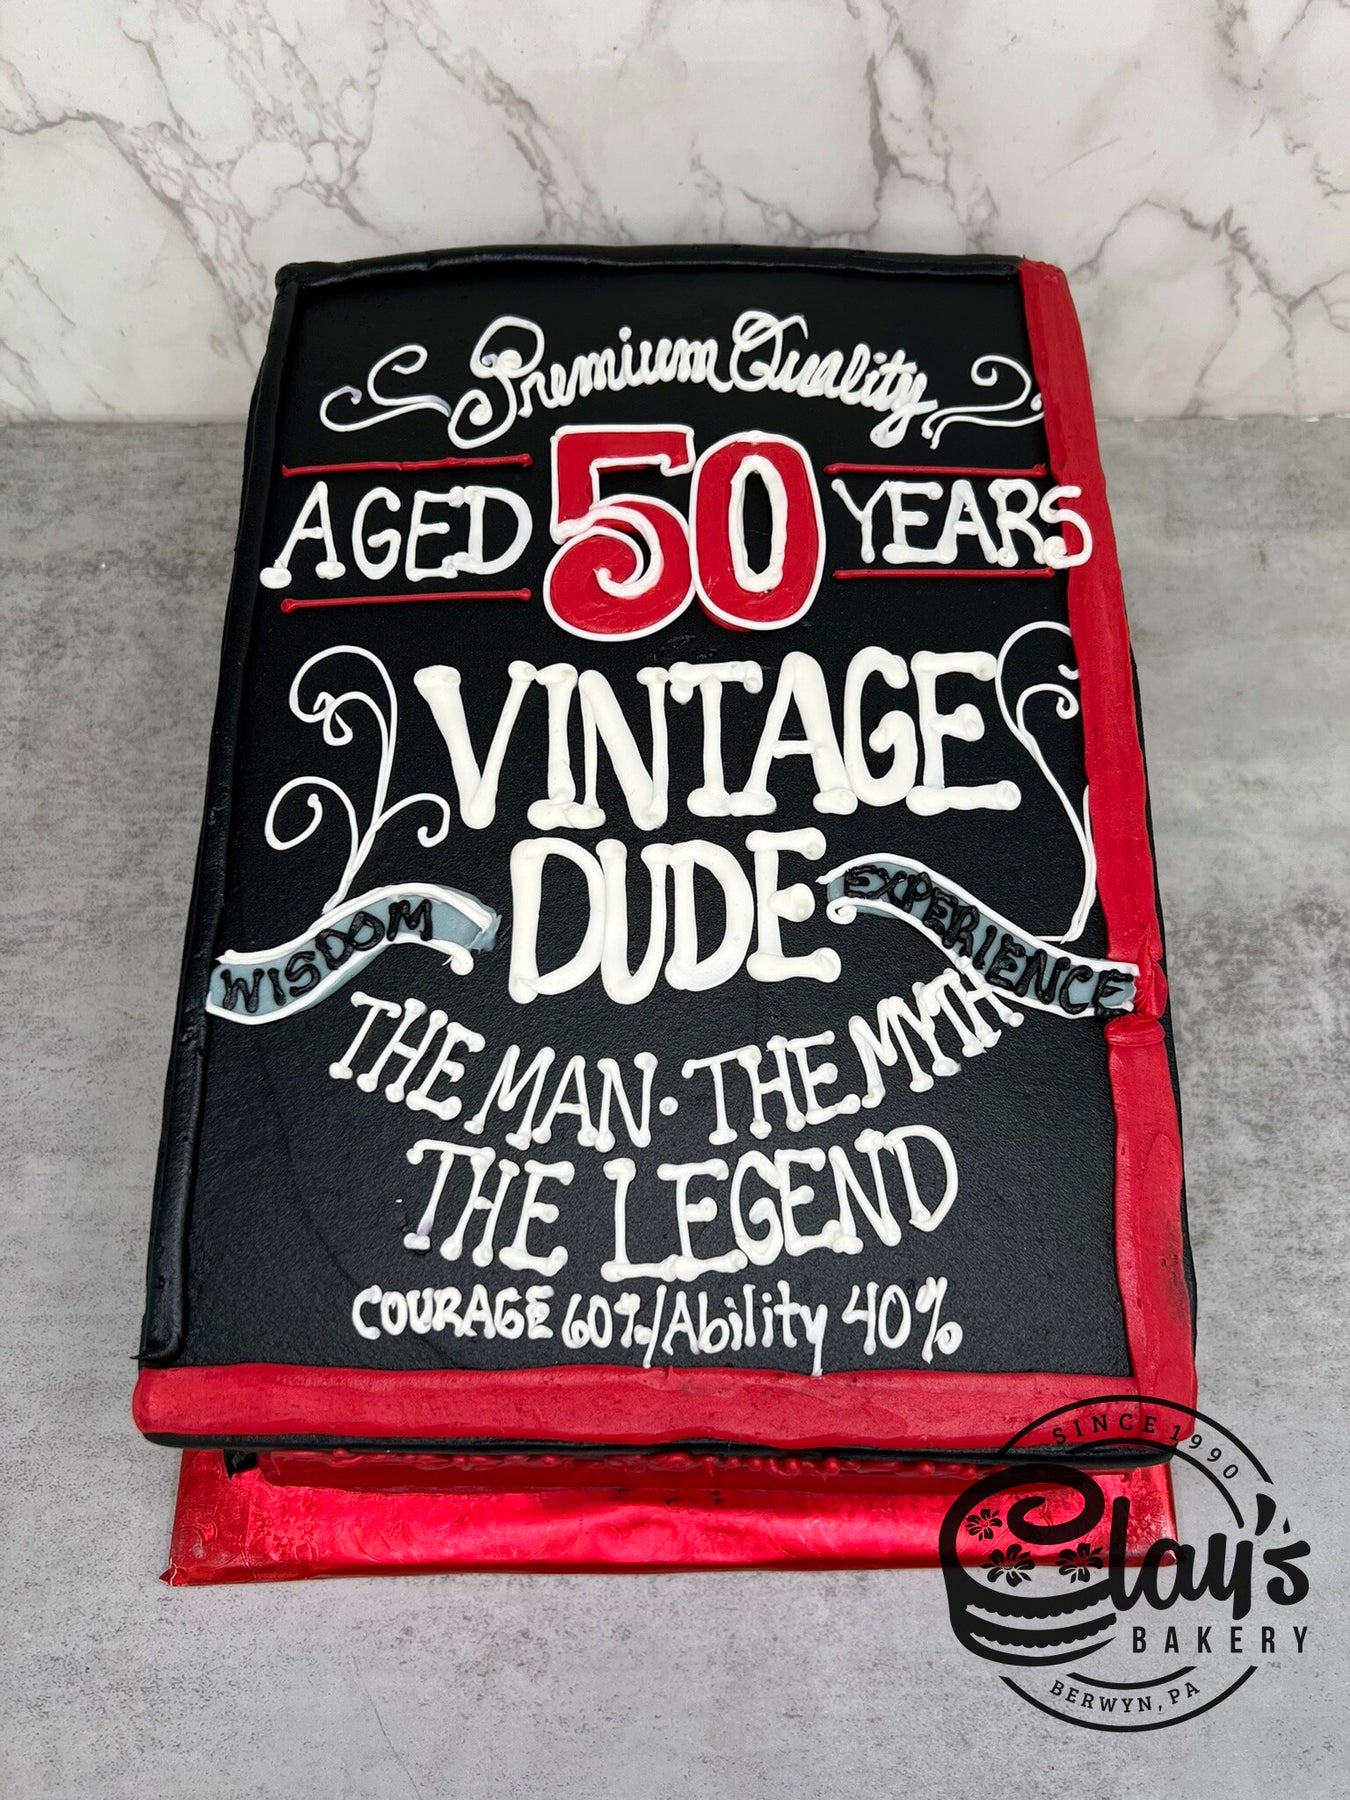 Premium Quality
AGED 50 YEARS
VINTAGE
DUDE
WISDOM
EXPERIENCE
THE MAN · THE MYTH
THE LEGEND
COURAGE 60%/Ability 40%
SINCE 1990
Clay's
BAKERY
BERWYN, PA